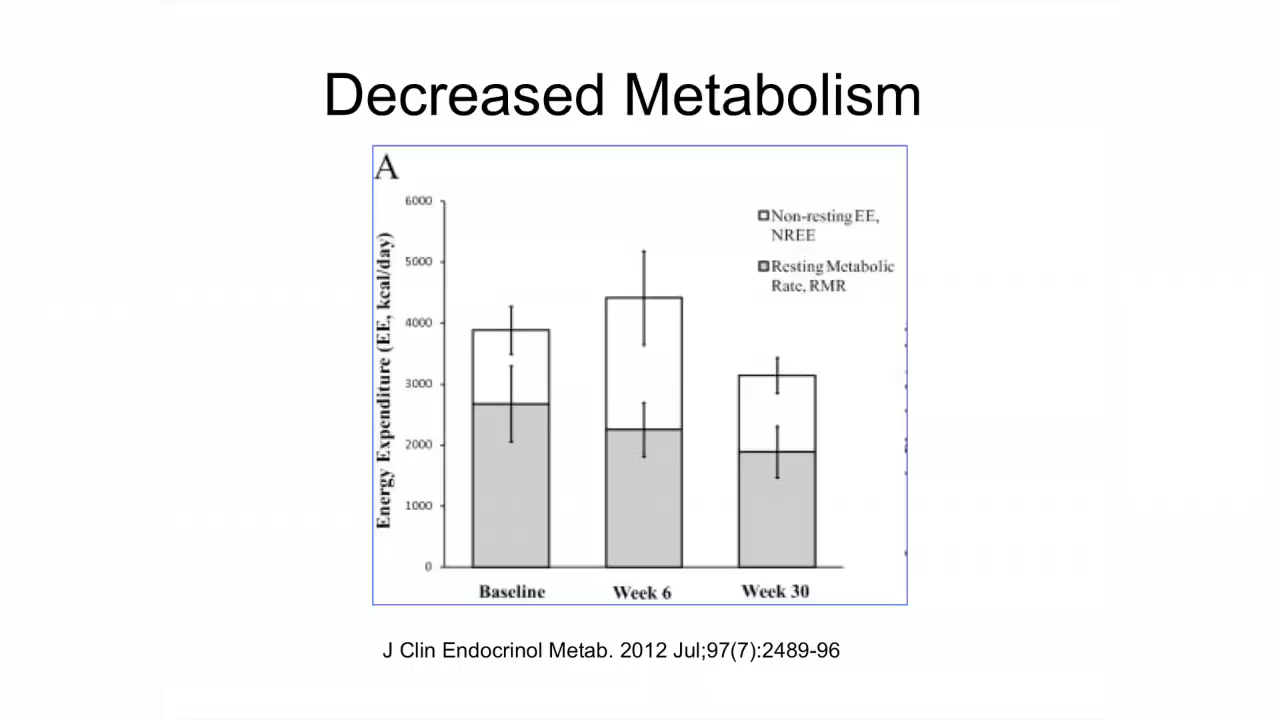 Decreased Metabolism
A
Energy Expenditure (EE, kcal/day)
6000
5000
4000
3000
2000
1000
0
Non-resting EE,
NREE
Resting Metabolic
Rate, RMR
Baseline
Week 6
Week 30
J Clin Endocrinol Metab. 2012 Jul;97(7):2489-96